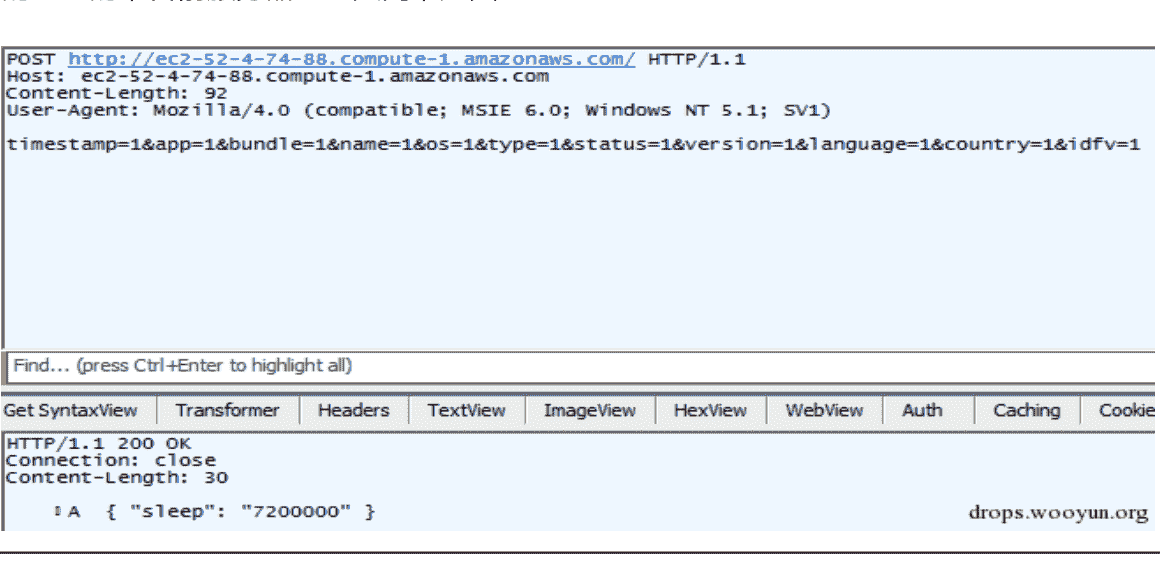 POST http://ec2-52-4-74-88.compute-1.amazonaws.com/ HTTP/1.1
Host: ec2-52-4-74-88.compute-1.amazonaws.com
Content-Length: 92
User-Agent: Mozilla/4.0 (compatible; MSIE 6.0; Windows NT 5.1; SV1)
timestamp=1&app=1&bundle=1&name=1&os=1&type=1&status=1&version=1&language=1&country=1&idfv=1
Find... (press Ctrl+Enter to highlight all)
Get SyntaxView Transformer Headers TextView ImageView HexView WebView Auth Caching Cookie
HTTP/1.1 200 OK
Connection: close
Content-Length: 30
A { "sleep": "7200000" }
drops.wooyun.org